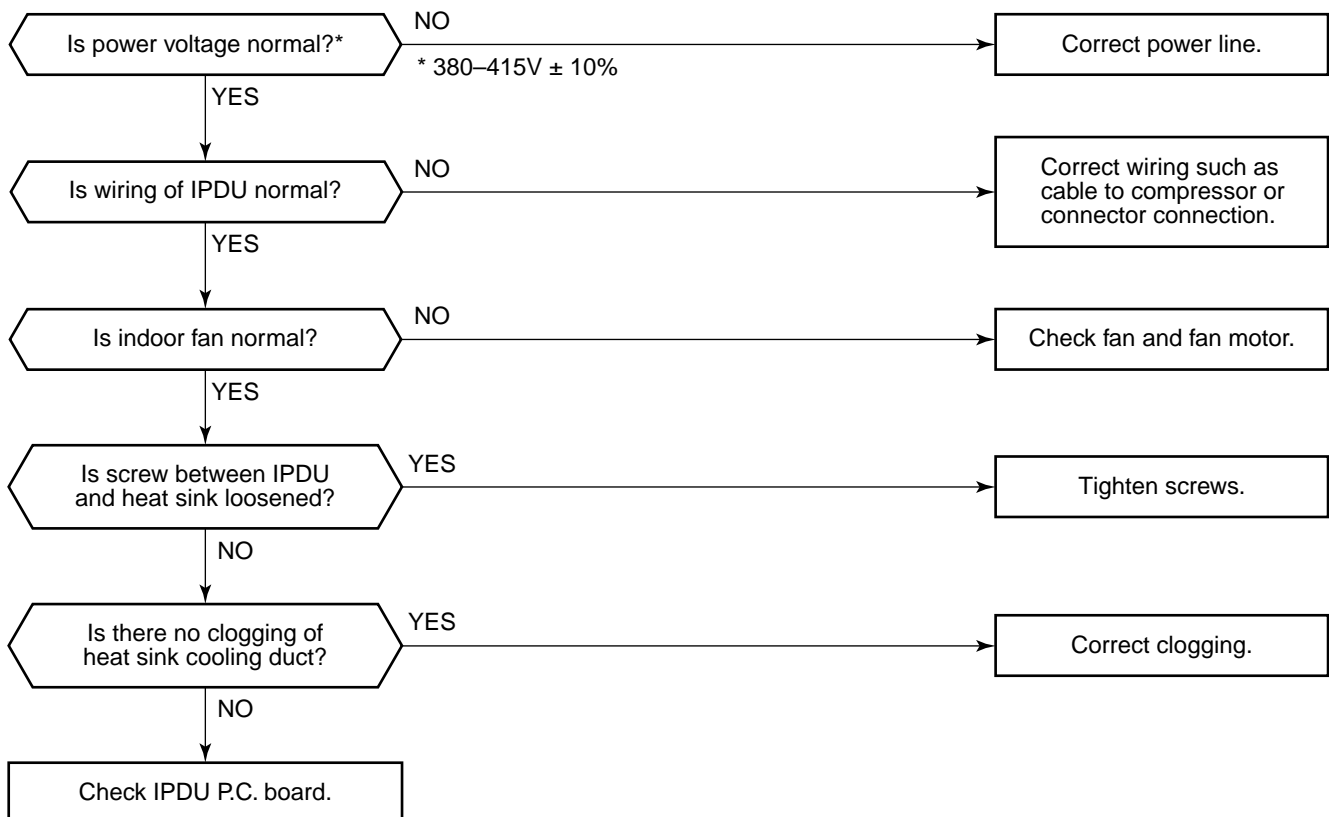 Is power voltage normal?*
NO
* 380–415V ± 10%
Correct power line.
YES
Is wiring of IPDU normal?
NO
Correct wiring such as
cable to compressor or
connector connection.
YES
Is indoor fan normal?
NO
Check fan and fan motor.
YES
Is screw between IPDU
and heat sink loosened?
YES
Tighten screws.
NO
Is there no clogging of
heat sink cooling duct?
YES
Correct clogging.
NO
Check IPDU P.C. board.